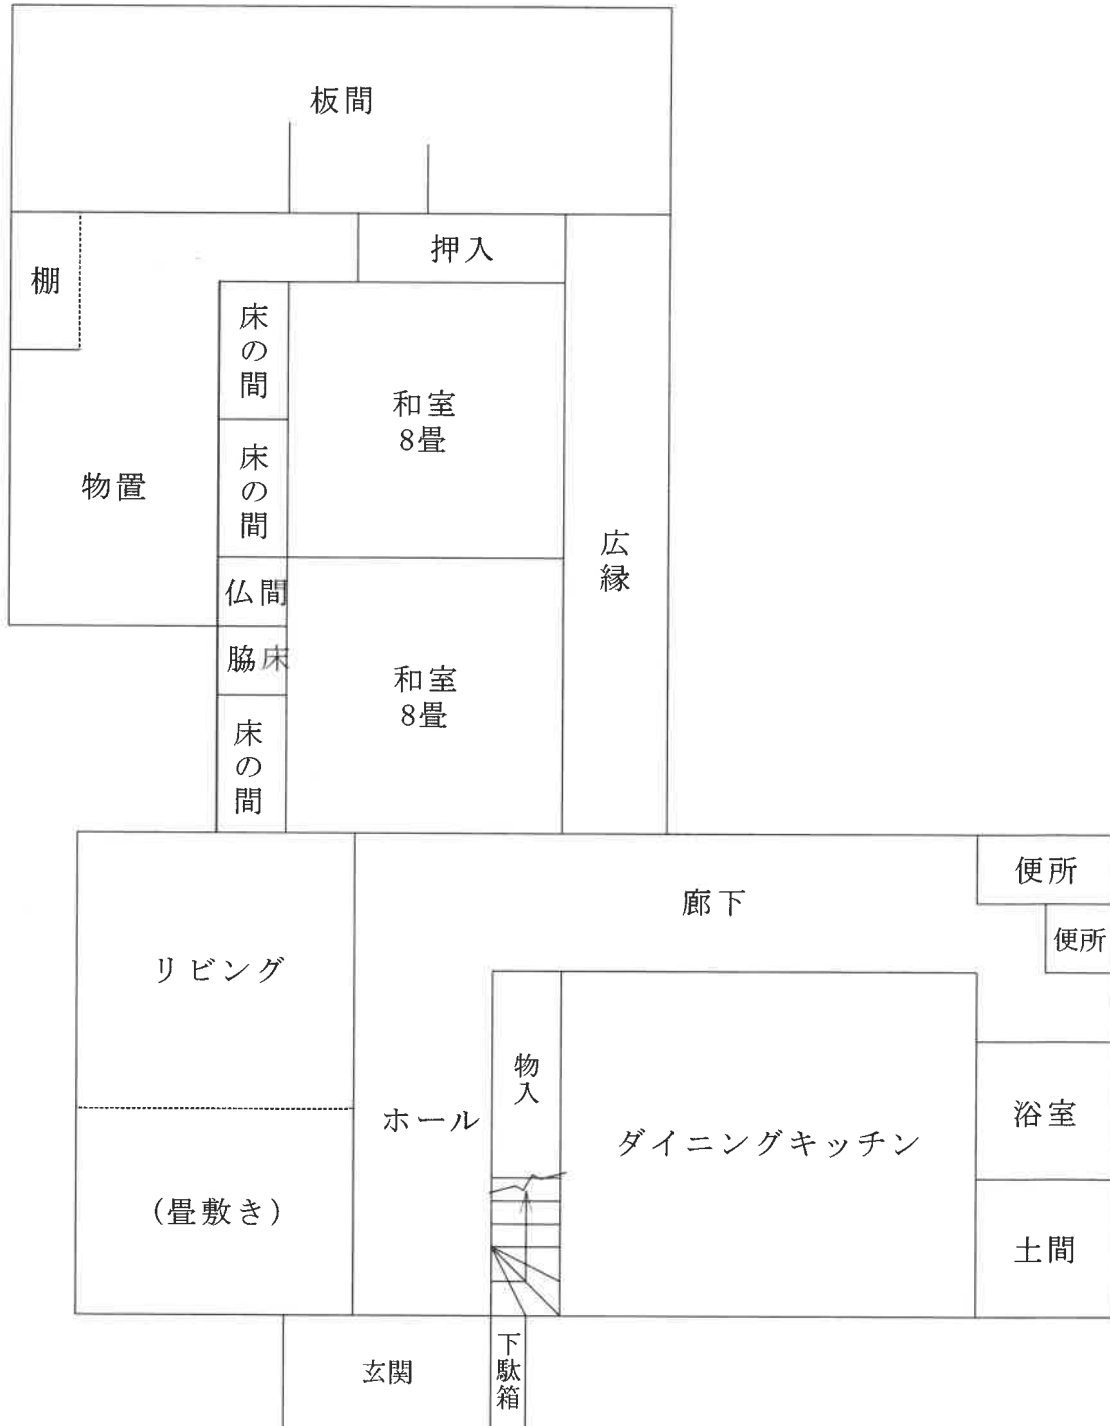 板間
押入
棚
床の間
和室
8畳
床の間
物置
広縁
仏間
脇床
和室
8畳
床の間
便所
廊下
便所
リビング
物入
ホール
浴室
ダイニングキッチン
(畳敷き)
土間
玄関
下駄箱